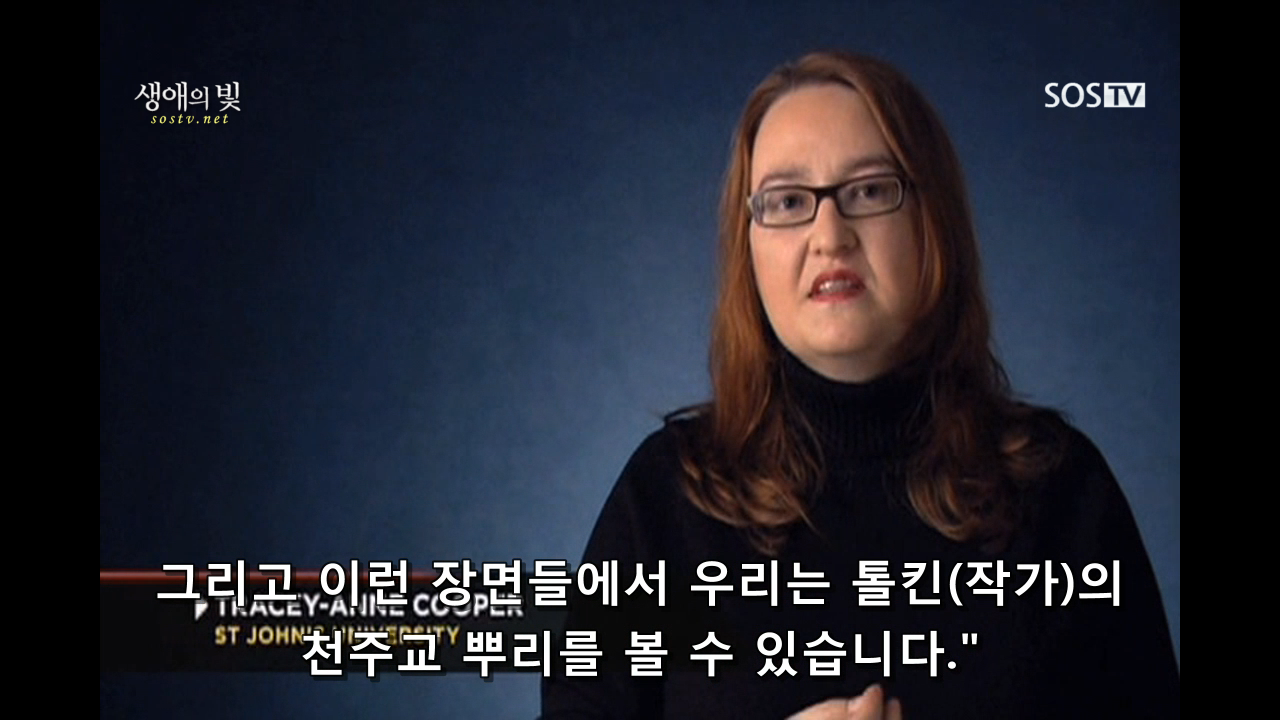 생애의 빛
sostv.net
SOSTV
그리고 이런 장면들에서 우리는 톨킨(작가)의
TRACEY-ANNE COOPER
ST JOHN'S UNIVERSITY
천주교 뿌리를 볼 수 있습니다."